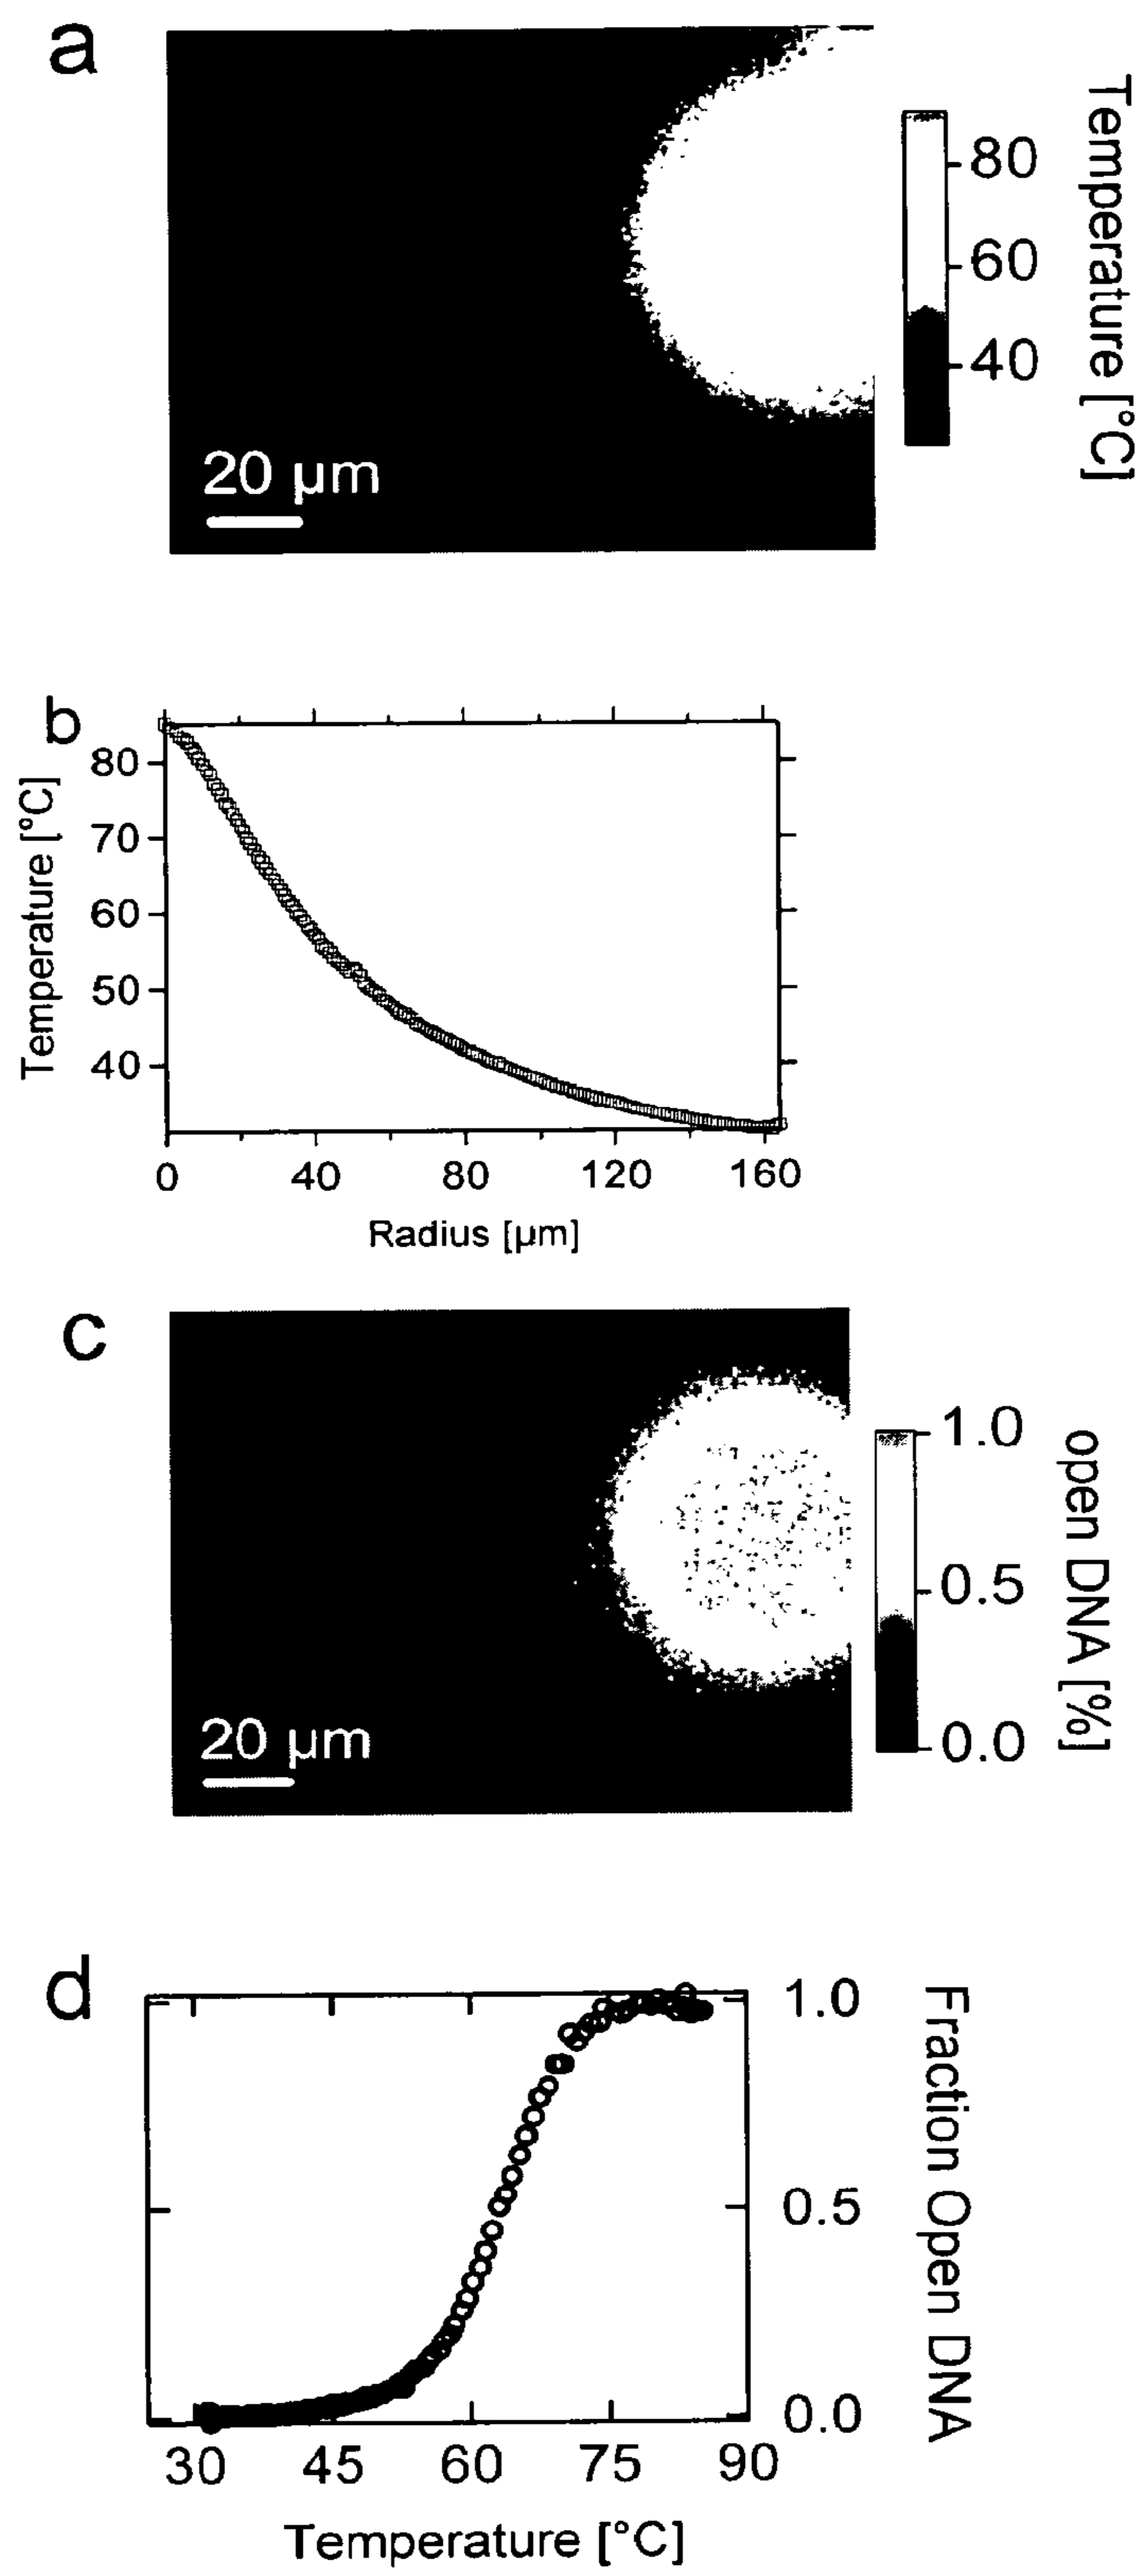 a
Temperature [°C]
80
60
40
20 µm
b
Temperature [°C]
80
70
60
50
40
0 40 80 120 160
Radius [µm]
c
open DNA [%]
1.0
0.5
0.0
20 µm
d
Fraction Open DNA
1.0
0.5
0.0
30 45 60 75 90
Temperature [°C]